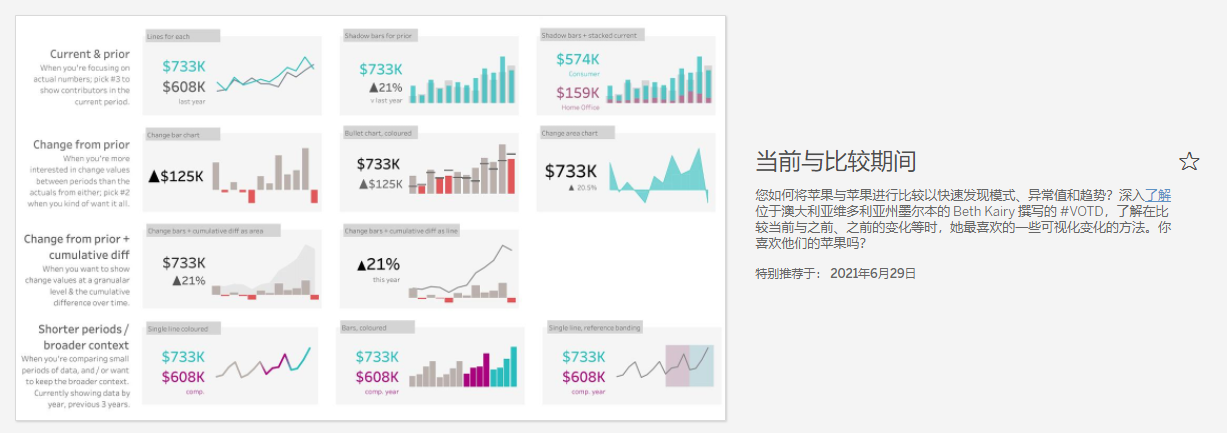 Current & prior
When you're focusing on
actual numbers; pick #3 to
show contributors in the
current period.
Lines for each
$733K
$608K
last year
Shadow bars for prior
$733K
▲21%
v last year
Shadow bars + stacked current
$574K
Consumer
$159K
Home Office
Change from prior
When you're more
interested in change values
between periods than the
actuals from either; pick #2
when you kind of want it all.
Change bar chart
▲$125K
Bullet chart, coloured
$733K
▲$125K
Change area chart
$733K
▲ 20.5%
Change from prior +
cumulative diff
When you want to show
change values at a granualar
level & the cumulative
difference over time.
Change bars + cumulative diff as area
$733K
▲21%
Change bars + cumulative diff as line
▲21%
this year
Shorter periods /
broader context
When you're comparing small
periods of data, and / or want
to keep the broader context.
Currently showing data by
year, previous 3 years.
Single line coloured
$733K
$608K
comp.
Bars, coloured
$733K
$608K
comp. year
Single line, reference banding
$733K
$608K
comp. year
当前与比较期间
您如何将苹果与苹果进行比较以快速发现模式、异常值和趋势？深入了解
位于澳大利亚维多利亚州墨尔本的 Beth Kairy 撰写的 #VOTD，了解在比
较当前与之前、之前的变化等时，她最喜欢的一些可视化变化的方法。你
喜欢他们的苹果吗？
特别推荐于： 2021年6月29日